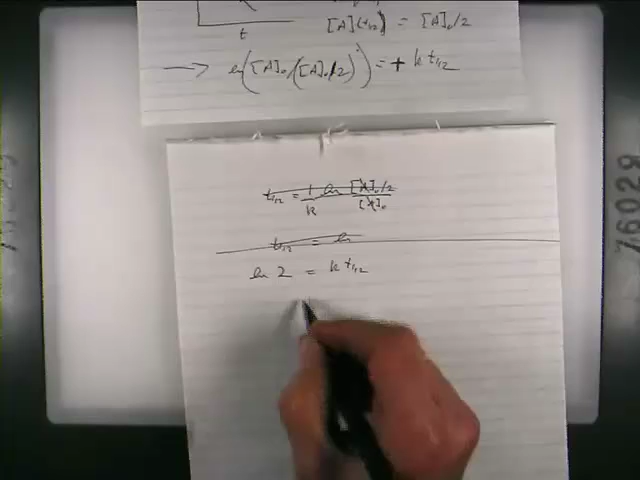 [A](t₁/₂) = [A]₀/2
t
→ ln([A]₀/([A]₀/2)) = + k t₁/₂
t₁/₂ = 1/k ln [A]₀/2 / [A]₀
t₁/₂ = ln
ln 2 = k t₁/₂
76029